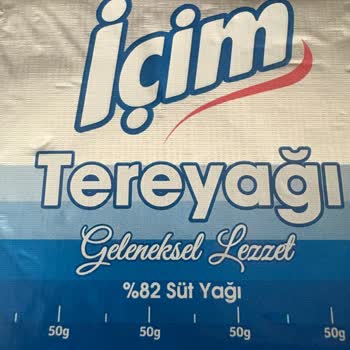 İçim
Tereyağı
Geleneksel Lezzet
%82 Süt Yağı
50g 50g 50g 50g